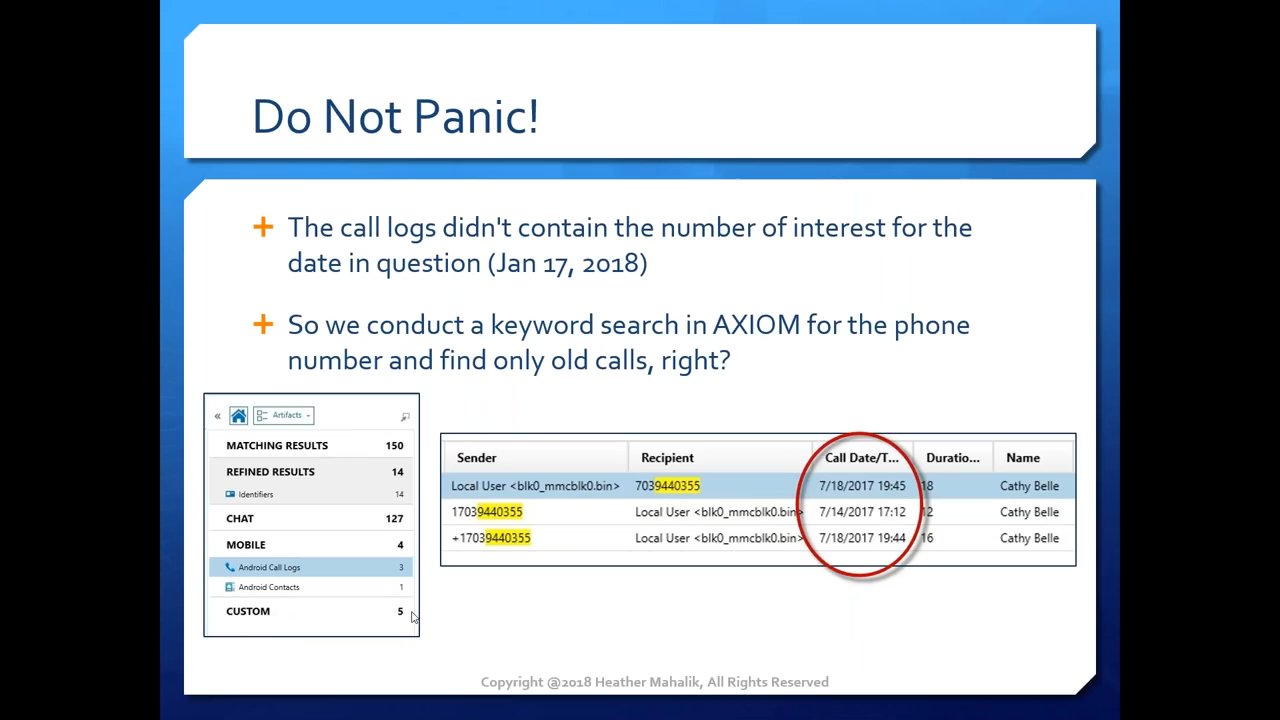 Do Not Panic!
The call logs didn't contain the number of interest for the
date in question (Jan 17, 2018)
So we conduct a keyword search in AXIOM for the phone
number and find only old calls, right?
« Artifacts
MATCHING RESULTS 150
REFINED RESULTS 14
Identifiers 14
CHAT 127
MOBILE 4
Android Call Logs 3
Android Contacts 1
CUSTOM 5
Sender Recipient Call Date/T... Duratio... Name
Local User <blk0_mmcblk0.bin> 7039440355 7/18/2017 19:45 18 Cathy Belle
17039440355 Local User <blk0_mmcblk0.bin> 7/14/2017 17:12 12 Cathy Belle
+17039440355 Local User <blk0_mmcblk0.bin> 7/18/2017 19:44 16 Cathy Belle
Copyright @2018 Heather Mahalik, All Rights Reserved